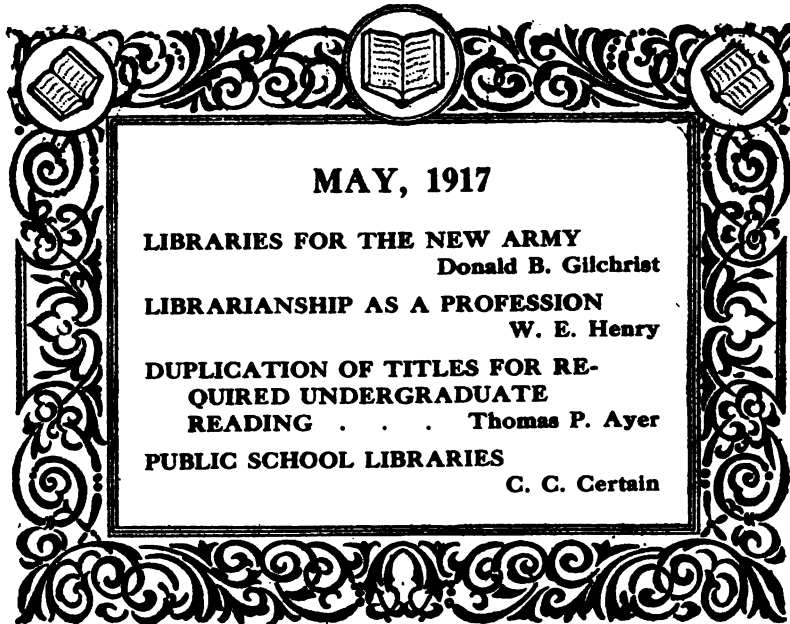 MAY, 1917
LIBRARIES FOR THE NEW ARMY
Donald B. Gilchrist
LIBRARIANSHIP AS A PROFESSION
W. E. Henry
DUPLICATION OF TITLES FOR RE-
QUIRED UNDERGRADUATE
READING . . . Thomas P. Ayer
PUBLIC SCHOOL LIBRARIES
C. C. Certain